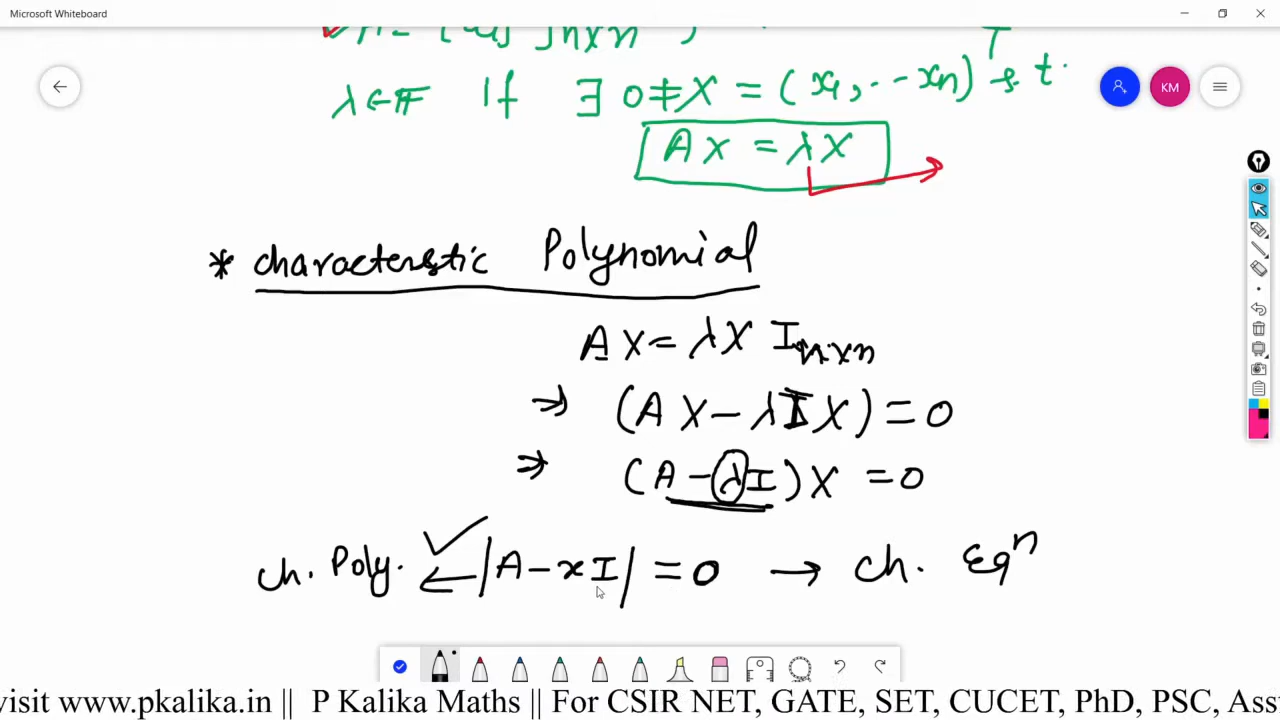 Microsoft Whiteboard
λ ∈ F If ∃ 0 ≠ X = (x₁, ... xₙ)ᵀ s.t.
KM
AX = λX
* characterstic Polynomial
AX = λX Iₙₓₙ
⇒ (AX - λIX) = 0
⇒ (A - λI)X = 0
ch. Poly. ← |A - xI| = 0 → ch. Eqⁿ
visit www.pkalika.in || P Kalika Maths || For CSIR NET, GATE, SET, CUCET, PhD, PSC, Ass